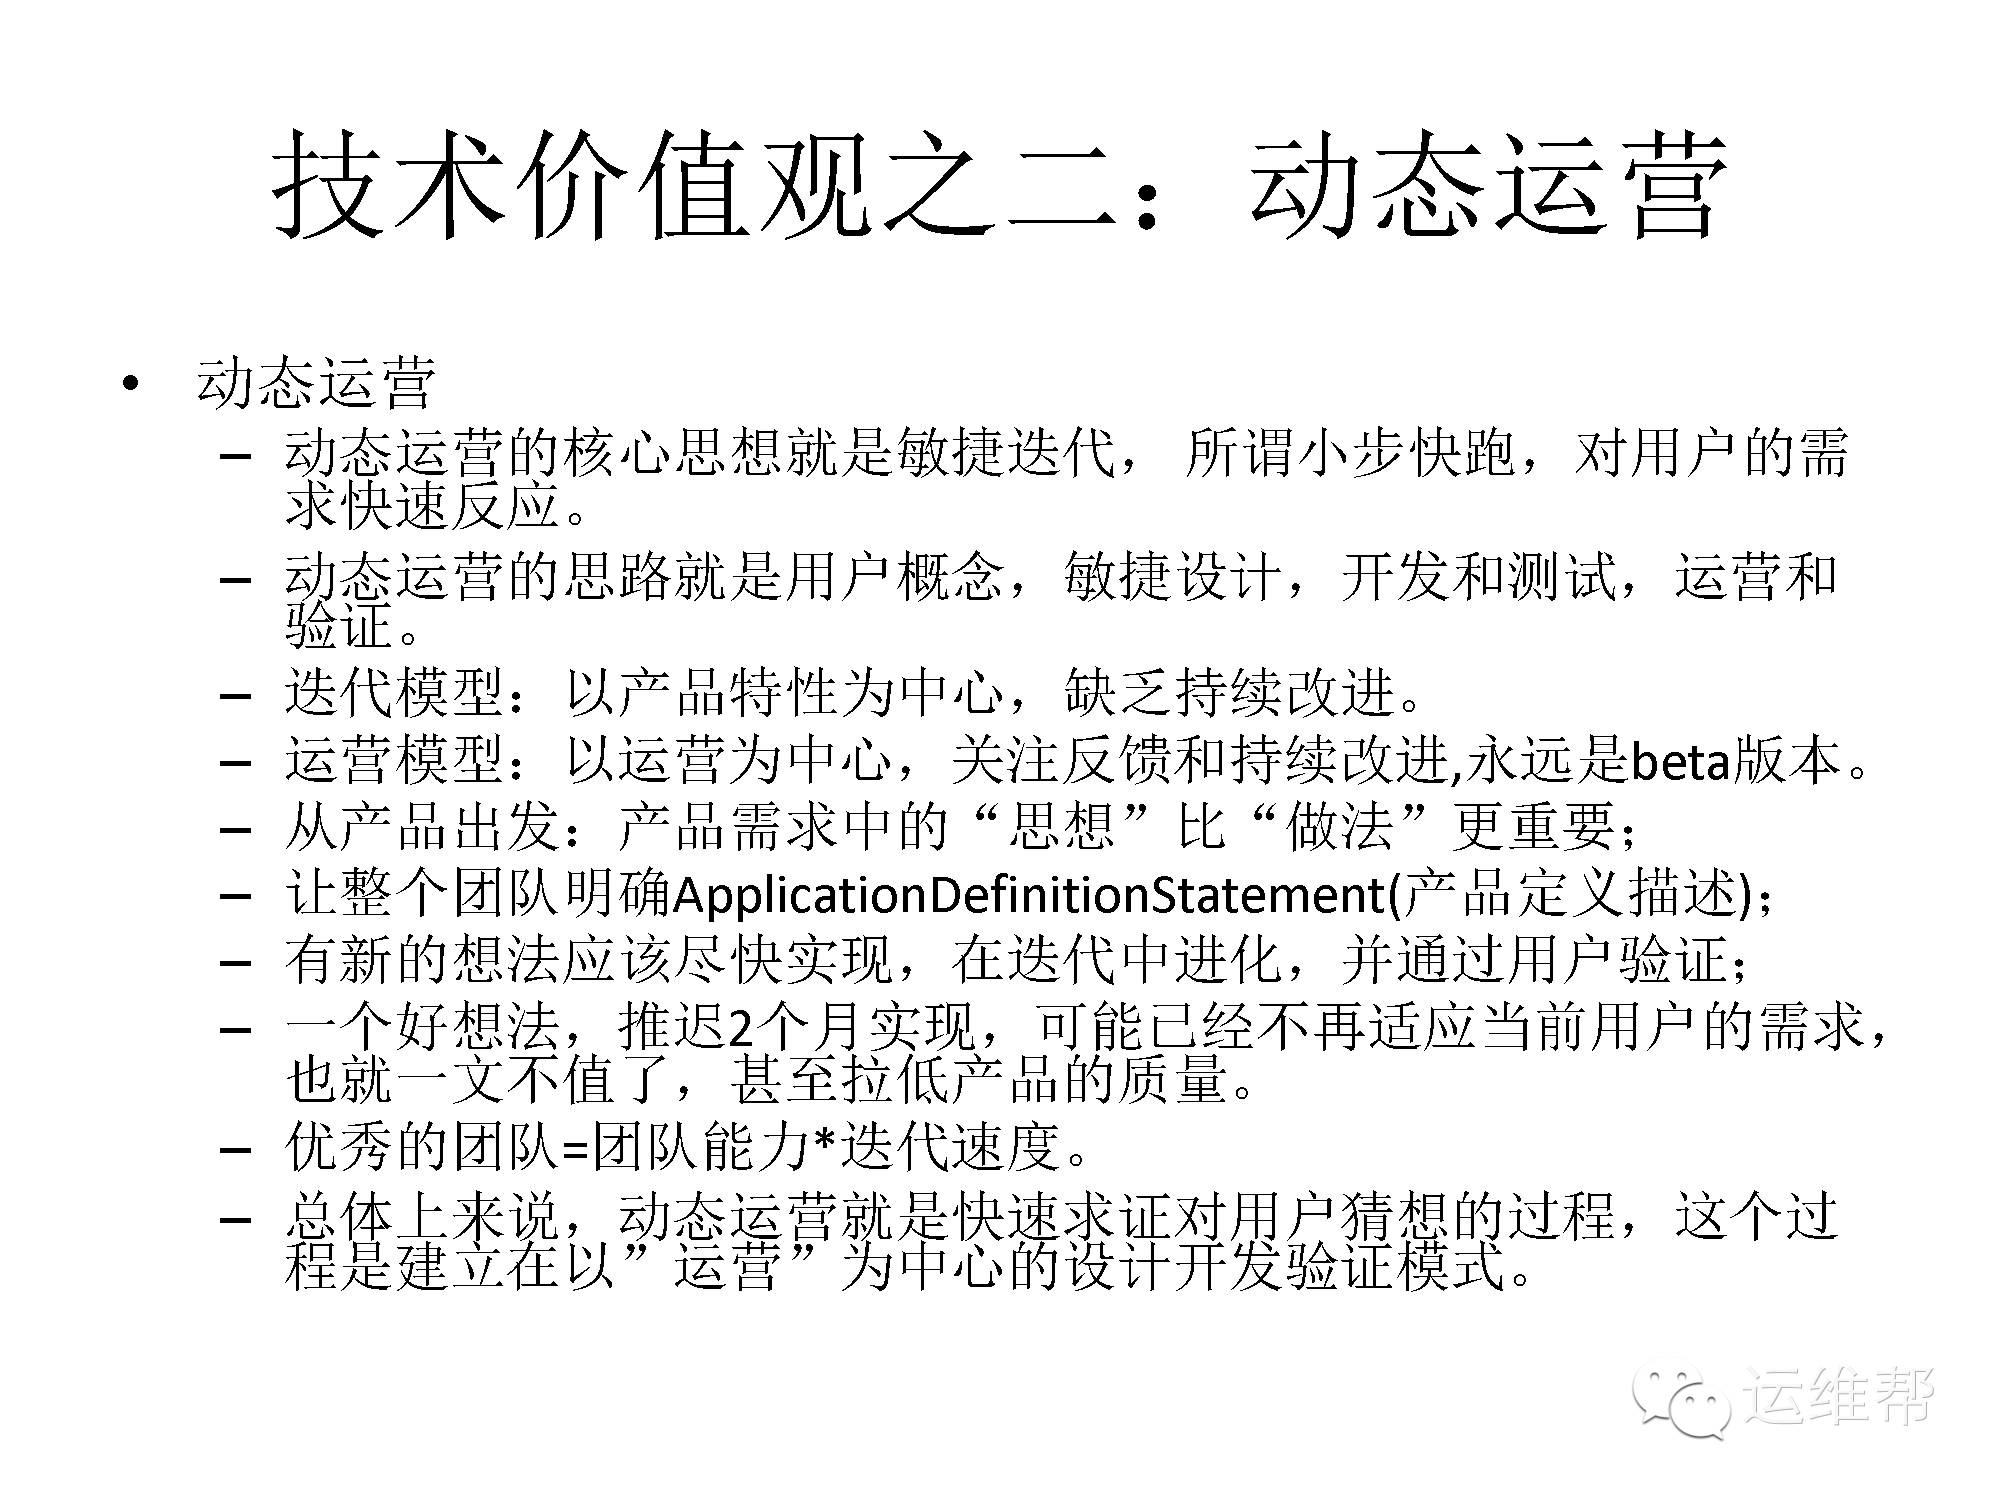 技术价值观之二：动态运营
• 动态运营
– 动态运营的核心思想就是敏捷迭代， 所谓小步快跑，对用户的需
求快速反应。
– 动态运营的思路就是用户概念，敏捷设计，开发和测试，运营和
验证。
– 迭代模型：以产品特性为中心，缺乏持续改进。
– 运营模型：以运营为中心，关注反馈和持续改进,永远是beta版本。
– 从产品出发：产品需求中的“思想”比“做法”更重要；
– 让整个团队明确ApplicationDefinitionStatement(产品定义描述)；
– 有新的想法应该尽快实现，在迭代中进化，并通过用户验证；
– 一个好想法，推迟2个月实现，可能已经不再适应当前用户的需求，
也就一文不值了，甚至拉低产品的质量。
– 优秀的团队=团队能力*迭代速度。
– 总体上来说，动态运营就是快速求证对用户猜想的过程，这个过
程是建立在以”运营”为中心的设计开发验证模式。
运维帮